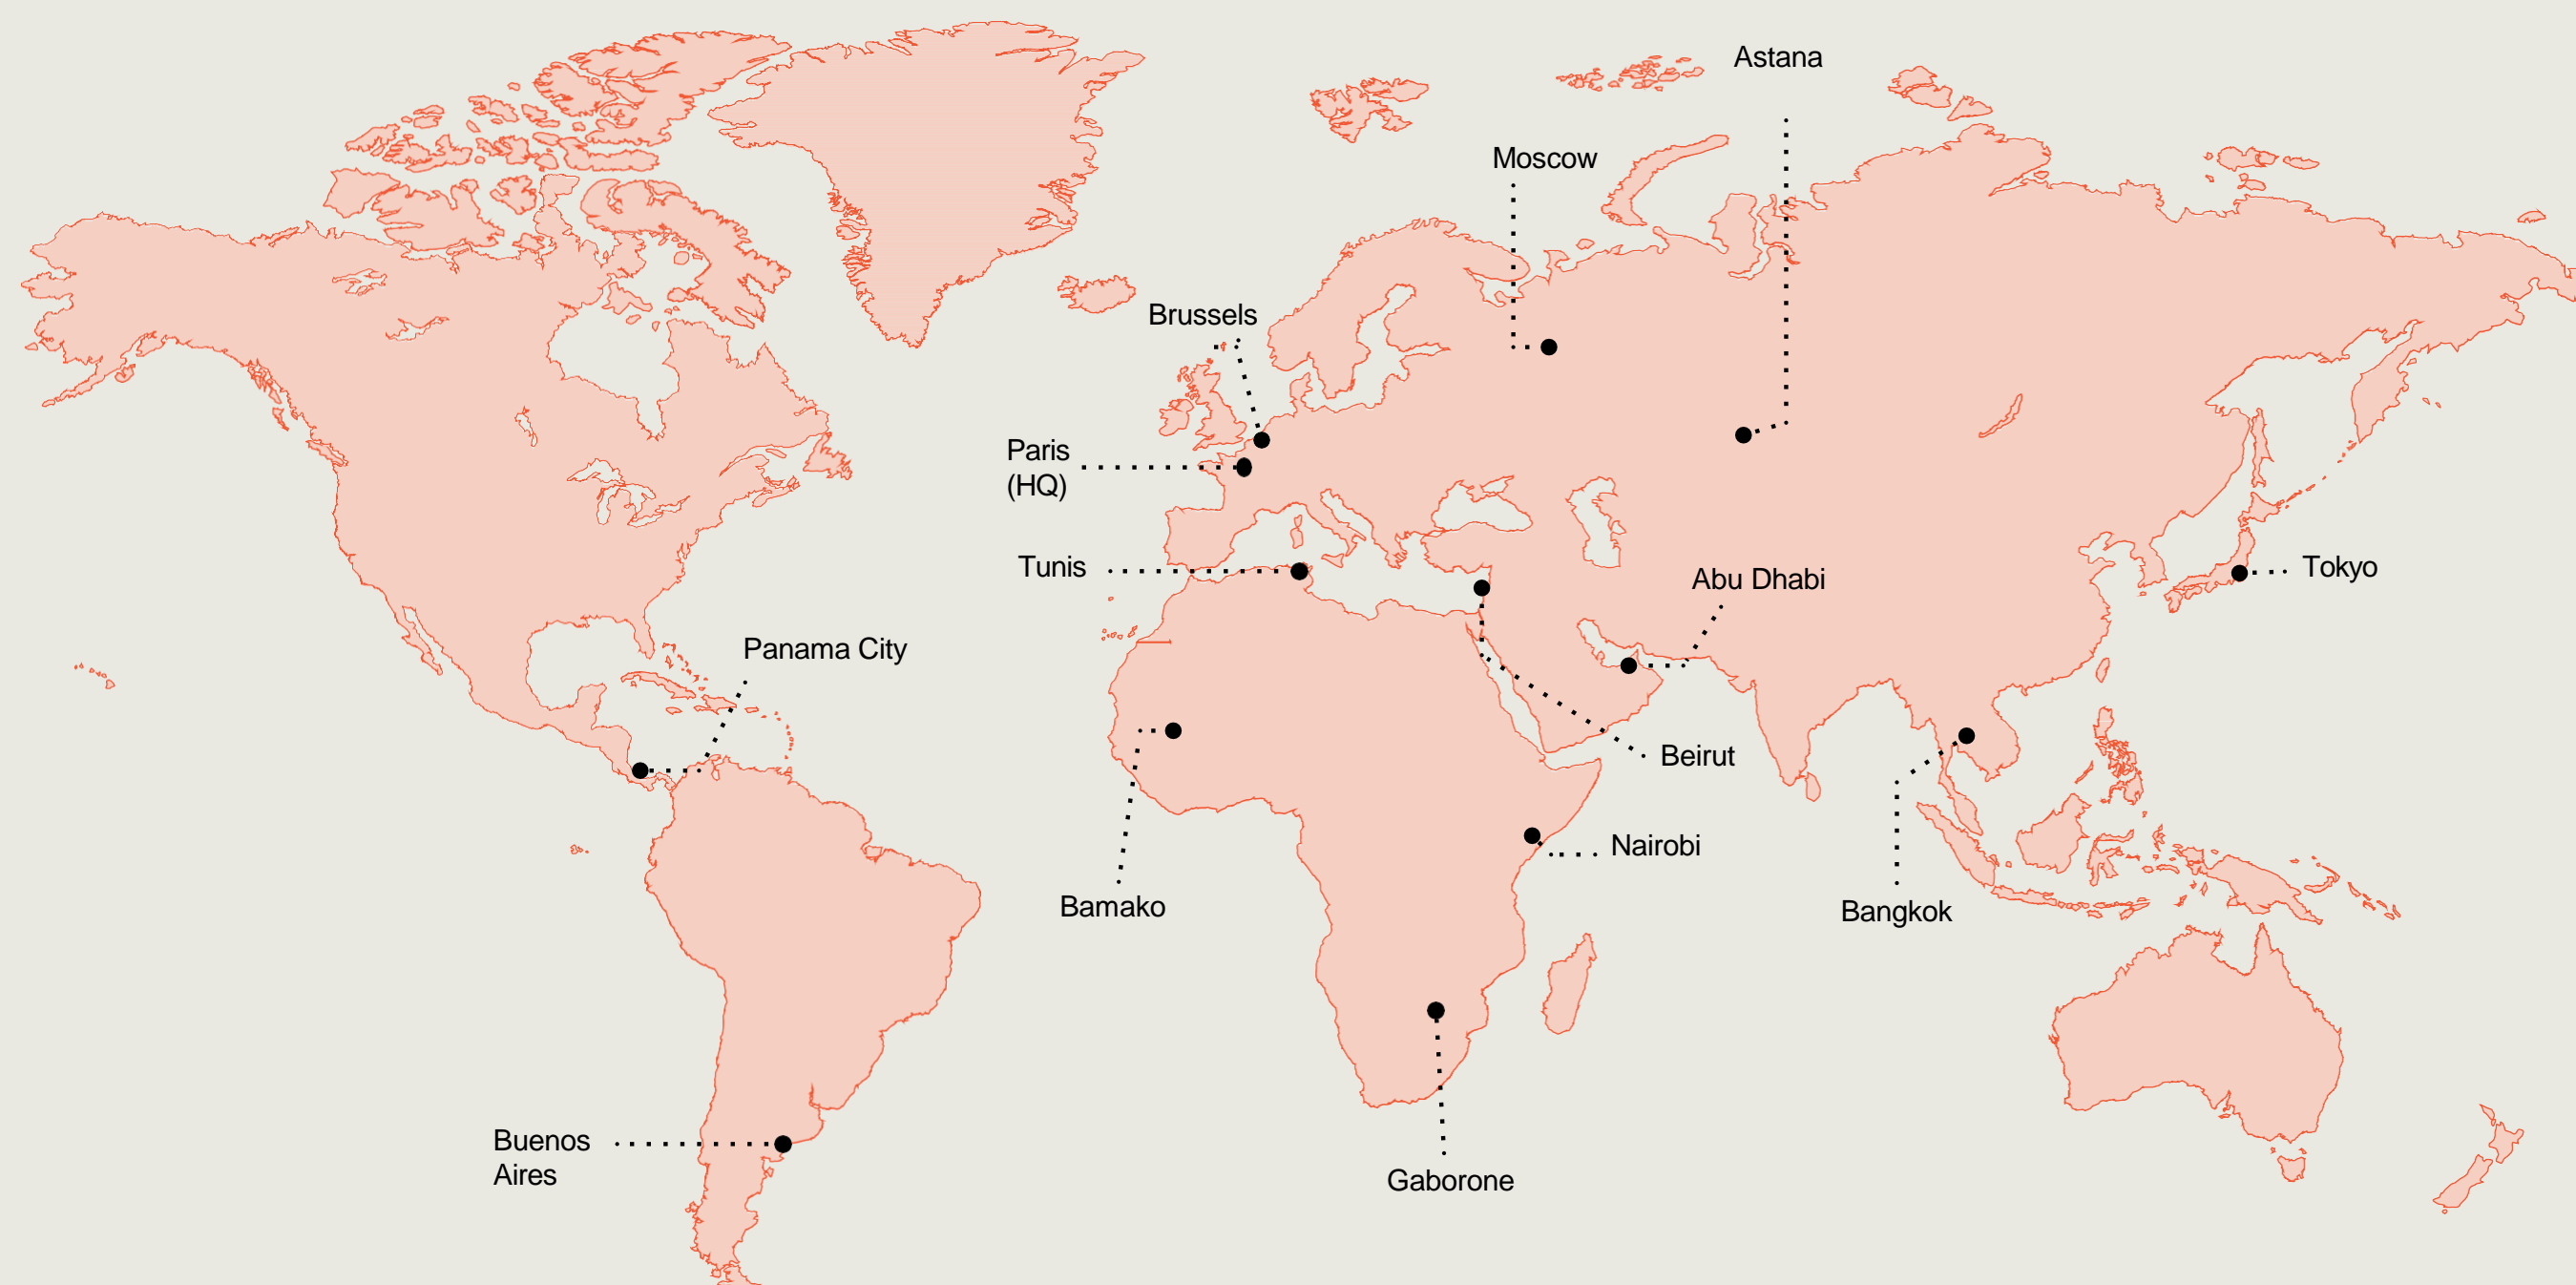 Astana
Moscow
Brussels
Paris
(HQ)
Tunis
Abu Dhabi
Tokyo
Panama City
Beirut
Nairobi
Bamako
Bangkok
Buenos
Aires
Gaborone